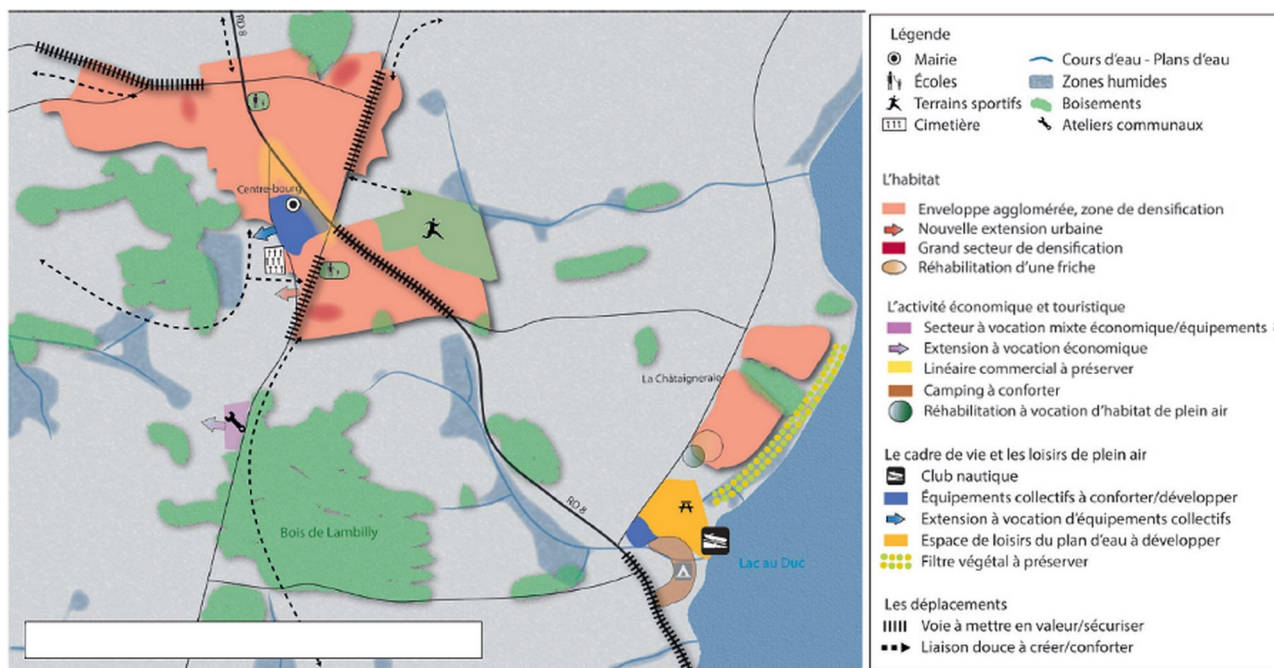 RD 8
Centre-bourg
La Châtaigneraie
RD 8
Bois de Lambilly
Lac au Duc
Légende
Mairie
Écoles
Terrains sportifs
Cimetière
Cours d'eau - Plans d'eau
Zones humides
Boisements
Ateliers communaux
L'habitat
Enveloppe agglomérée, zone de densification
Nouvelle extension urbaine
Grand secteur de densification
Réhabilitation d'une friche
L'activité économique et touristique
Secteur à vocation mixte économique/équipements
Extension à vocation économique
Linéaire commercial à préserver
Camping à conforter
Réhabilitation à vocation d'habitat de plein air
Le cadre de vie et les loisirs de plein air
Club nautique
Équipements collectifs à conforter/développer
Extension à vocation d'équipements collectifs
Espace de loisirs du plan d'eau à développer
Filtre végétal à préserver
Les déplacements
Voie à mettre en valeur/sécuriser
Liaison douce à créer/conforter